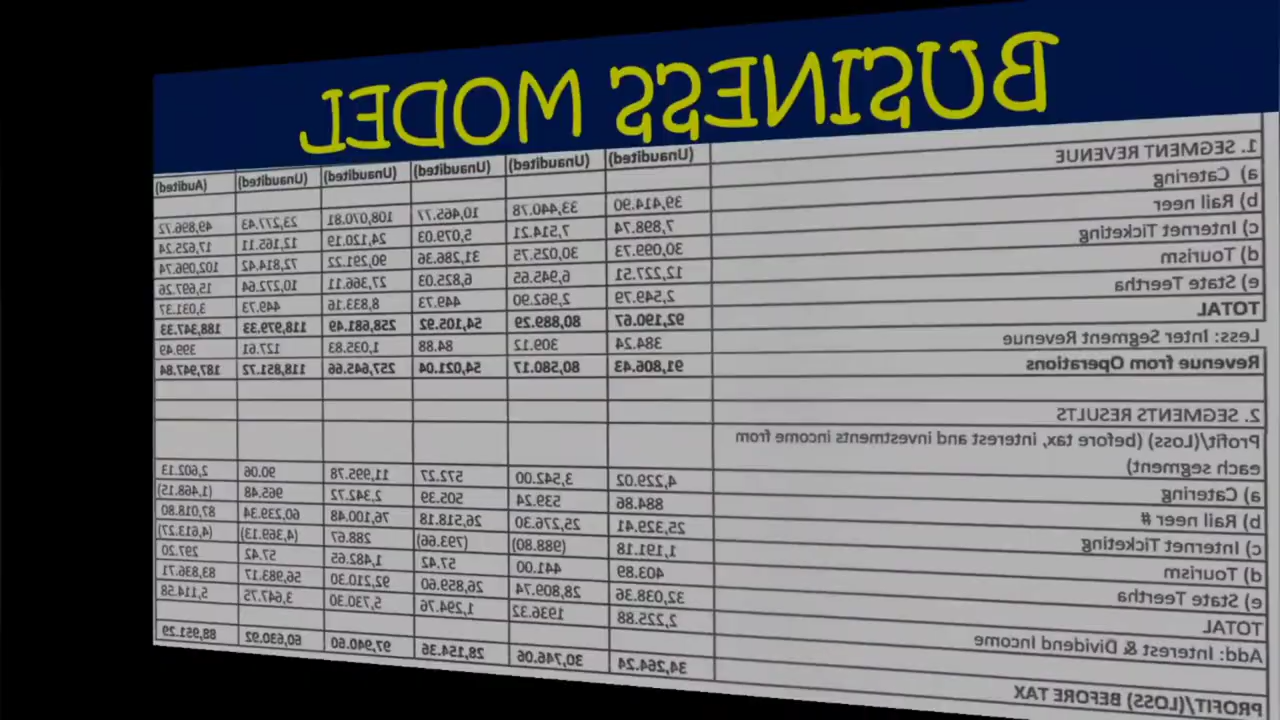 BUSINESS MODEL
(Unaudited) (Unaudited) (Unaudited) (Unaudited) (Unaudited) (Audited)
1. SEGMENT REVENUE
a) Catering 39,414.90 33,440.78 10,465.77 108,070.81 23,277.43 49,896.72
b) Rail neer 7,898.74 7,514.21 5,079.03 24,120.19 12,165.11 17,625.24
c) Internet Ticketing 30,099.73 30,025.75 31,286.36 90,291.22 72,814.42 102,096.74
d) Tourism 12,227.51 6,945.65 6,825.03 27,366.11 10,272.64 15,697.26
e) State Teertha 2,549.79 2,962.90 449.73 8,833.16 449.73 3,031.37
TOTAL 92,190.67 80,889.29 54,105.92 258,681.49 118,979.33 188,347.33
Less: Inter Segment Revenue 384.24 309.12 84.88 1,035.83 127.61 399.49
Revenue from Operations 91,806.43 80,580.17 54,021.04 257,645.66 118,851.72 187,947.84
2. SEGMENTS RESULTS
Profit/(Loss) (before tax, interest and investments income from
each segment)
a) Catering 4,229.02 3,542.00 572.27 11,995.78 90.06 2,602.13
b) Rail neer # 884.86 539.24 505.39 2,342.72 965.48 (1,468.15)
c) Internet Ticketing 25,329.41 25,276.30 26,518.18 76,100.48 60,239.34 87,018.80
d) Tourism 1,191.18 (988.80) (793.66) 288.67 (4,369.13) (4,613.27)
e) State Teertha 403.89 441.00 57.42 1,482.65 57.42 297.20
TOTAL 32,038.36 28,809.74 26,859.60 92,210.30 56,983.17 83,836.71
Add: Interest & Dividend Income 2,225.88 1936.32 1,294.76 5,730.30 3,647.75 5,114.58
PROFIT/(LOSS) BEFORE TAX 34,264.24 30,746.06 28,154.36 97,940.60 60,630.92 88,951.29